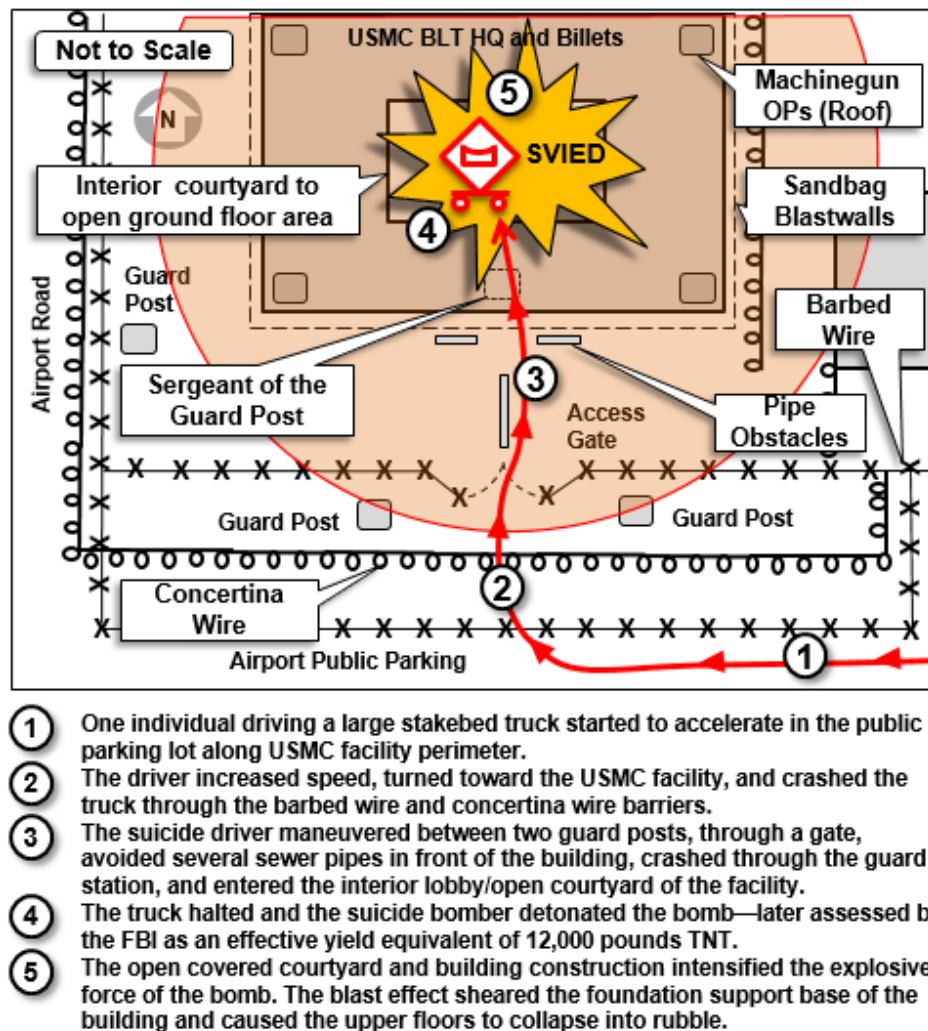 Not to Scale
USMC BLT HQ and Billets
Machinegun
OPs (Roof)
N
5
SVIED
Interior courtyard to
open ground floor area
4
Sandbag
Blastwalls
Guard
Post
Airport Road
Barbed
Wire
Sergeant of the
Guard Post
3
Access
Gate
Pipe
Obstacles
Guard Post
Guard Post
2
Concertina
Wire
Airport Public Parking
1
1 One individual driving a large stakebed truck started to accelerate in the public
parking lot along USMC facility perimeter.
2 The driver increased speed, turned toward the USMC facility, and crashed the
truck through the barbed wire and concertina wire barriers.
3 The suicide driver maneuvered between two guard posts, through a gate,
avoided several sewer pipes in front of the building, crashed through the guard
station, and entered the interior lobby/open courtyard of the facility.
4 The truck halted and the suicide bomber detonated the bomb—later assessed b
the FBI as an effective yield equivalent of 12,000 pounds TNT.
5 The open covered courtyard and building construction intensified the explosive
force of the bomb. The blast effect sheared the foundation support base of the
building and caused the upper floors to collapse into rubble.